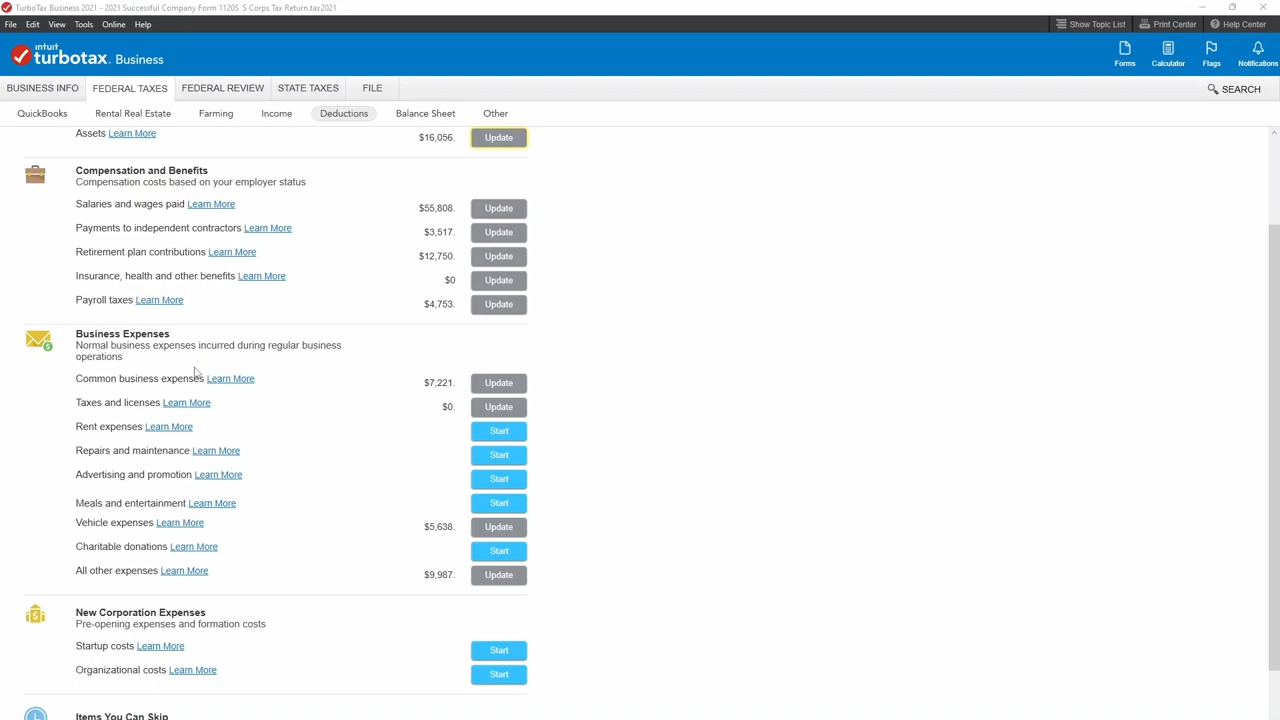 TurboTax Business 2021 - 2021 Successful Company Form 1120S S Corps Tax Return.tax2021
File Edit View Tools Online Help
Show Topic List Print Center Help Center
intuit turbotax. Business
Forms Calculator Flags Notifications
BUSINESS INFO FEDERAL TAXES FEDERAL REVIEW STATE TAXES FILE SEARCH
QuickBooks Rental Real Estate Farming Income Deductions Balance Sheet Other
Assets Learn More $16,056. Update
Compensation and Benefits
Compensation costs based on your employer status
Salaries and wages paid Learn More $55,808. Update
Payments to independent contractors Learn More $3,517. Update
Retirement plan contributions Learn More $12,750. Update
Insurance, health and other benefits Learn More $0 Update
Payroll taxes Learn More $4,753. Update
Business Expenses
Normal business expenses incurred during regular business
operations
Common business expenses Learn More $7,221. Update
Taxes and licenses Learn More $0. Update
Rent expenses Learn More Start
Repairs and maintenance Learn More Start
Advertising and promotion Learn More Start
Meals and entertainment Learn More Start
Vehicle expenses Learn More $5,638. Update
Charitable donations Learn More Start
All other expenses Learn More $9,987. Update
New Corporation Expenses
Pre-opening expenses and formation costs
Startup costs Learn More Start
Organizational costs Learn More Start
Items You Can Skip